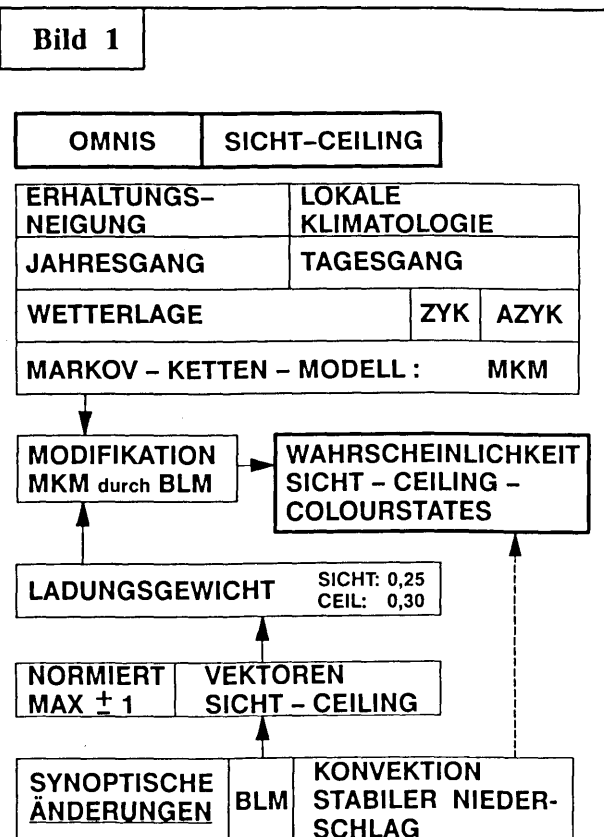 Bild 1
OMNIS SICHT–CEILING
ERHALTUNGS– LOKALE
NEIGUNG KLIMATOLOGIE
JAHRESGANG TAGESGANG
WETTERLAGE ZYK AZYK
MARKOV – KETTEN – MODELL : MKM
MODIFIKATION
MKM durch BLM
WAHRSCHEINLICHKEIT
SICHT – CEILING –
COLOURSTATES
LADUNGSGEWICHT
SICHT: 0,25
CEIL: 0,30
NORMIERT
MAX ± 1
VEKTOREN
SICHT – CEILING
SYNOPTISCHE
ÄNDERUNGEN
BLM
KONVEKTION
STABILER NIEDER-
SCHLAG